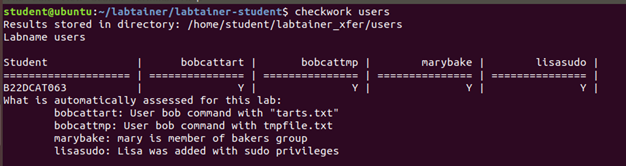 student@ubuntu:~/labtainer/labtainer-student$ checkwork users
Results stored in directory: /home/student/labtainer_xfer/users
Labname users
Student | bobcattart | bobcattmp | marybake | lisasudo |
==================== | =============== | =============== | =============== | =============== |
B22DCAT063 | Y | Y | Y | Y |
What is automatically assessed for this lab:
bobcattart: User bob command with "tarts.txt"
bobcattmp: User bob command with tmpfile.txt
marybake: mary is member of bakers group
lisasudo: Lisa was added with sudo privileges